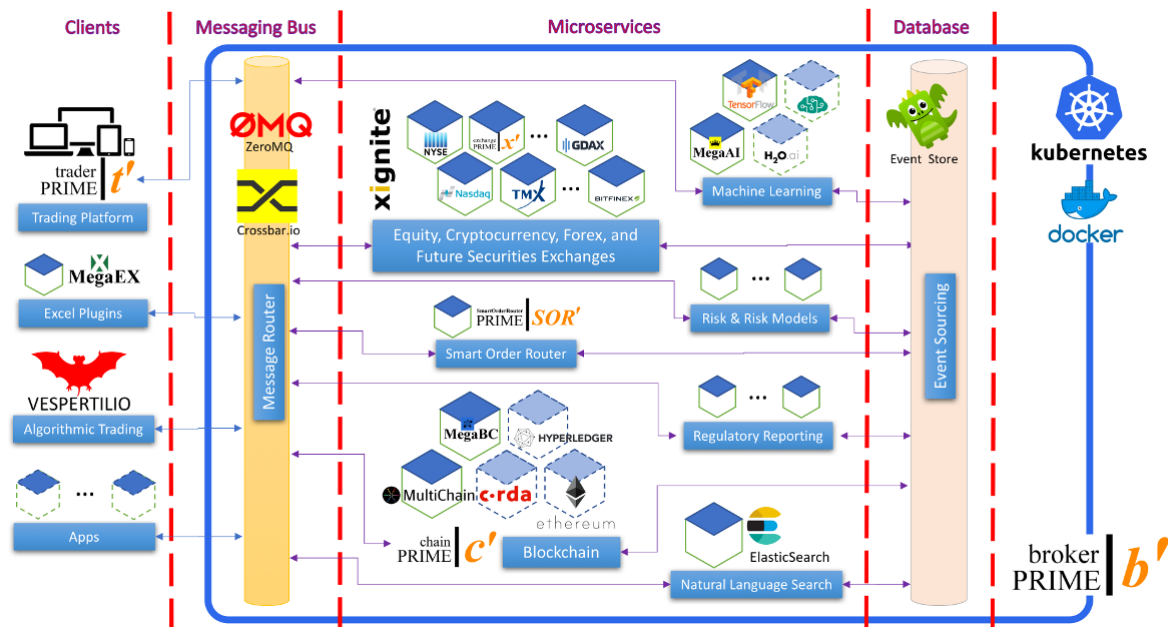 Clients
Messaging Bus
Microservices
Database
trader
PRIME t'
Trading Platform
MegaEX
Excel Plugins
VESPERTILIO
Algorithmic Trading
...
Apps
ØMQ
ZeroMQ
Crossbar.io
Message Router
xignite
NYSE
exchange
PRIME x'
...
GDAX
Nasdaq
TMX
...
BITFINEX
Equity, Cryptocurrency, Forex, and
Future Securities Exchanges
TensorFlow
MegaAI
H2O.ai
Machine Learning
...
Risk & Risk Models
SmartOrderRouter
PRIME SOR'
Smart Order Router
...
Regulatory Reporting
MegaBC
HYPERLEDGER
MultiChain
c·rda
ethereum
chain
PRIME c'
Blockchain
ElasticSearch
Natural Language Search
Event Store
Event Sourcing
kubernetes
docker
broker
PRIME b'